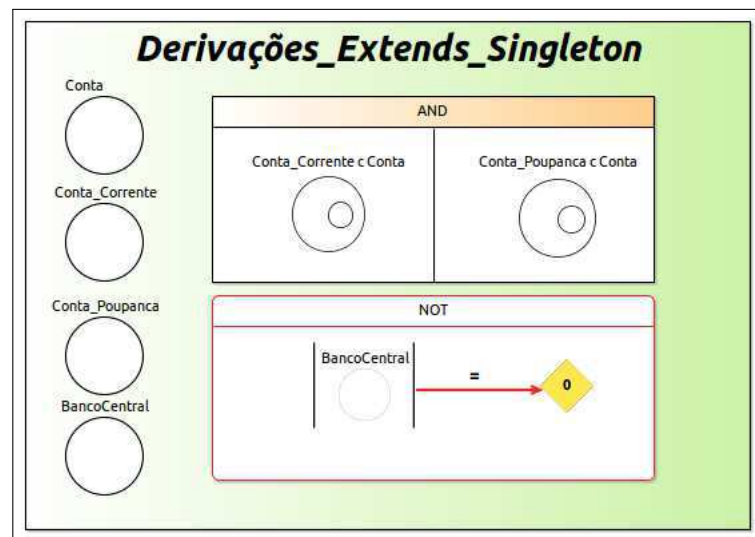 Derivações_Extends_Singleton
Conta
Conta_Corrente
Conta_Poupanca
BancoCentral
AND
Conta_Corrente c Conta
Conta_Poupanca c Conta
NOT
BancoCentral
=
0